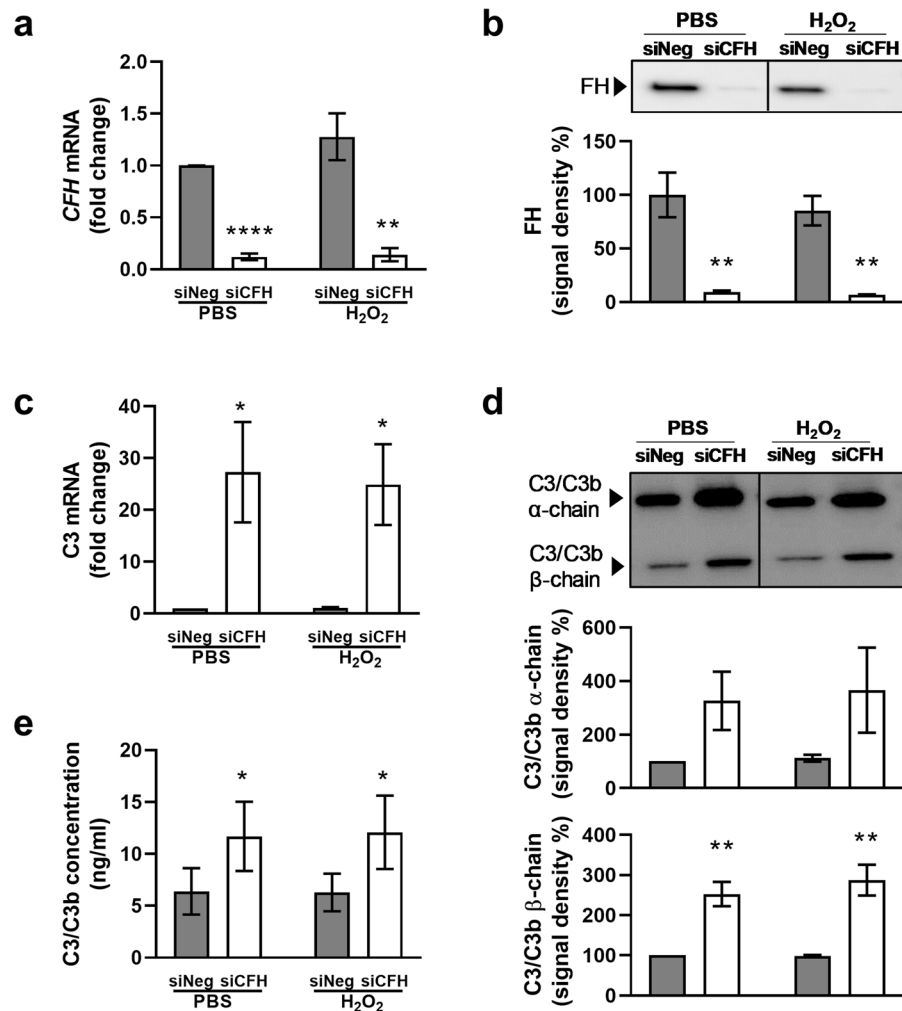 a
CFH mRNA
(fold change)
2.0
1.5
1.0
0.5
0.0
****
**
siNeg siCFH siNeg siCFH
PBS H₂O₂
b
PBS H₂O₂
siNeg siCFH siNeg siCFH
FH
FH
(signal density %)
150
100
50
0
** **
c
C3 mRNA
(fold change)
40
30
20
10
0
* *
siNeg siCFH siNeg siCFH
PBS H₂O₂
d
PBS H₂O₂
siNeg siCFH siNeg siCFH
C3/C3b
α-chain
C3/C3b
β-chain
C3/C3b α-chain
(signal density %)
600
400
200
0
C3/C3b β-chain
(signal density %)
400
300
200
100
0
** **
e
C3/C3b concentration
(ng/ml)
20
15
10
5
0
* *
siNeg siCFH siNeg siCFH
PBS H₂O₂